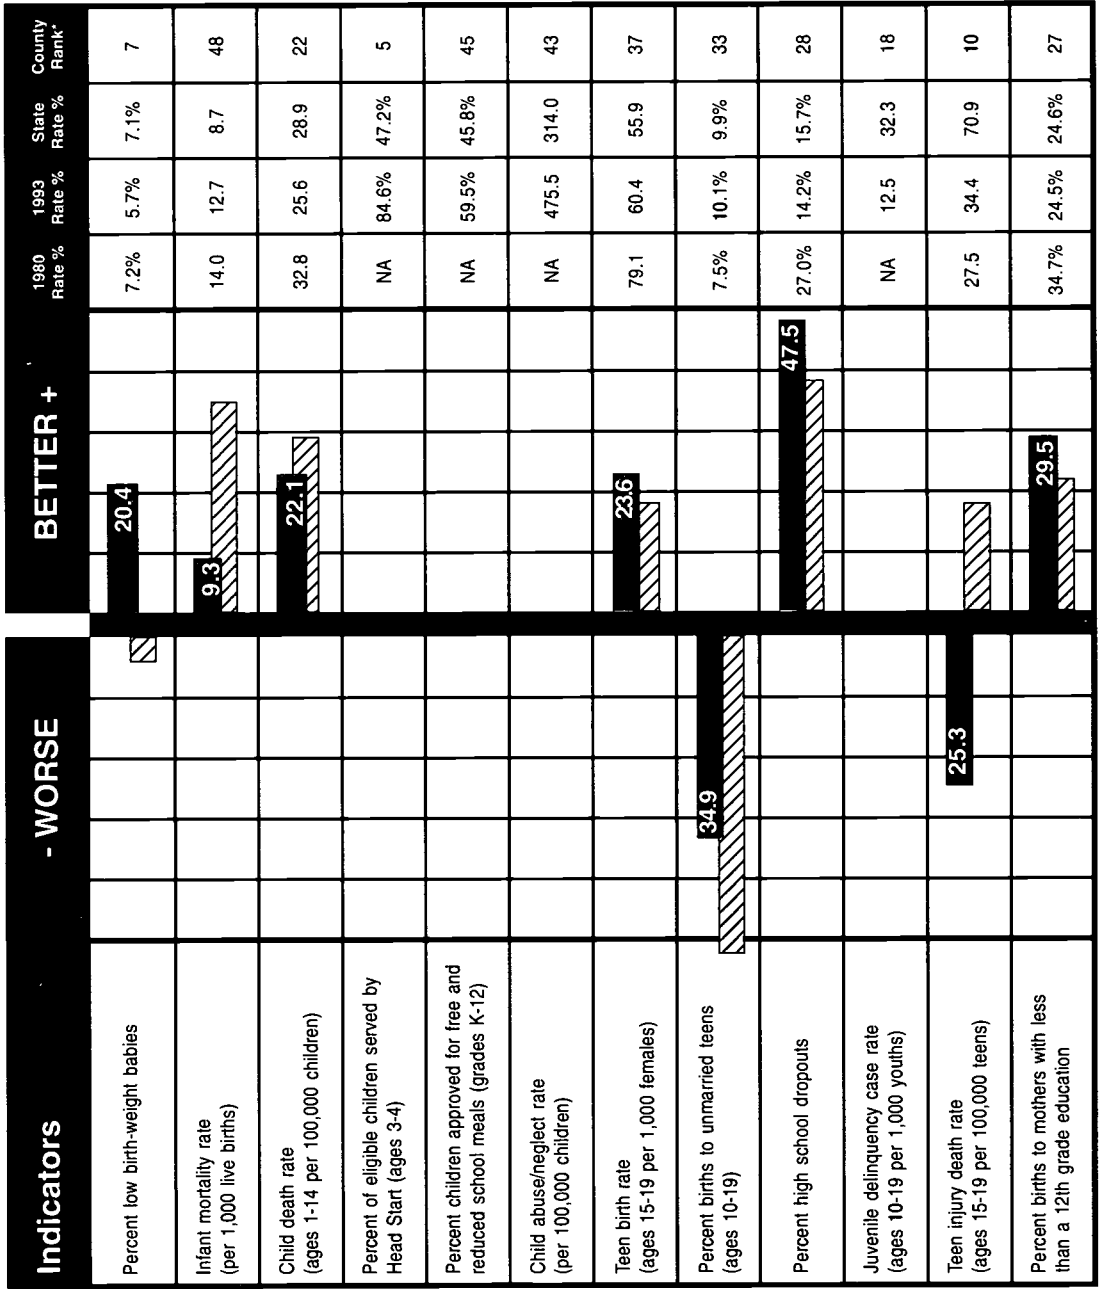 Indicators - WORSE BETTER + 1980 Rate % 1993 Rate % State Rate % County Rank*
Percent low birth-weight babies 20.4 7.2% 5.7% 7.1% 7
Infant mortality rate
(per 1,000 live births) 9.3 14.0 12.7 8.7 48
Child death rate
(ages 1-14 per 100,000 children) 22.1 32.8 25.6 28.9 22
Percent of eligible children served by
Head Start (ages 3-4) NA 84.6% 47.2% 5
Percent children approved for free and
reduced school meals (grades K-12) NA 59.5% 45.8% 45
Child abuse/neglect rate
(per 100,000 children) NA 475.5 314.0 43
Teen birth rate
(ages 15-19 per 1,000 females) 23.6 79.1 60.4 55.9 37
Percent births to unmarried teens
(ages 10-19) 34.9 7.5% 10.1% 9.9% 33
Percent high school dropouts 47.5 27.0% 14.2% 15.7% 28
Juvenile delinquency case rate
(ages 10-19 per 1,000 youths) NA 12.5 32.3 18
Teen injury death rate
(ages 15-19 per 100,000 teens) 25.3 27.5 34.4 70.9 10
Percent births to mothers with less
than a 12th grade education 29.5 34.7% 24.5% 24.6% 27